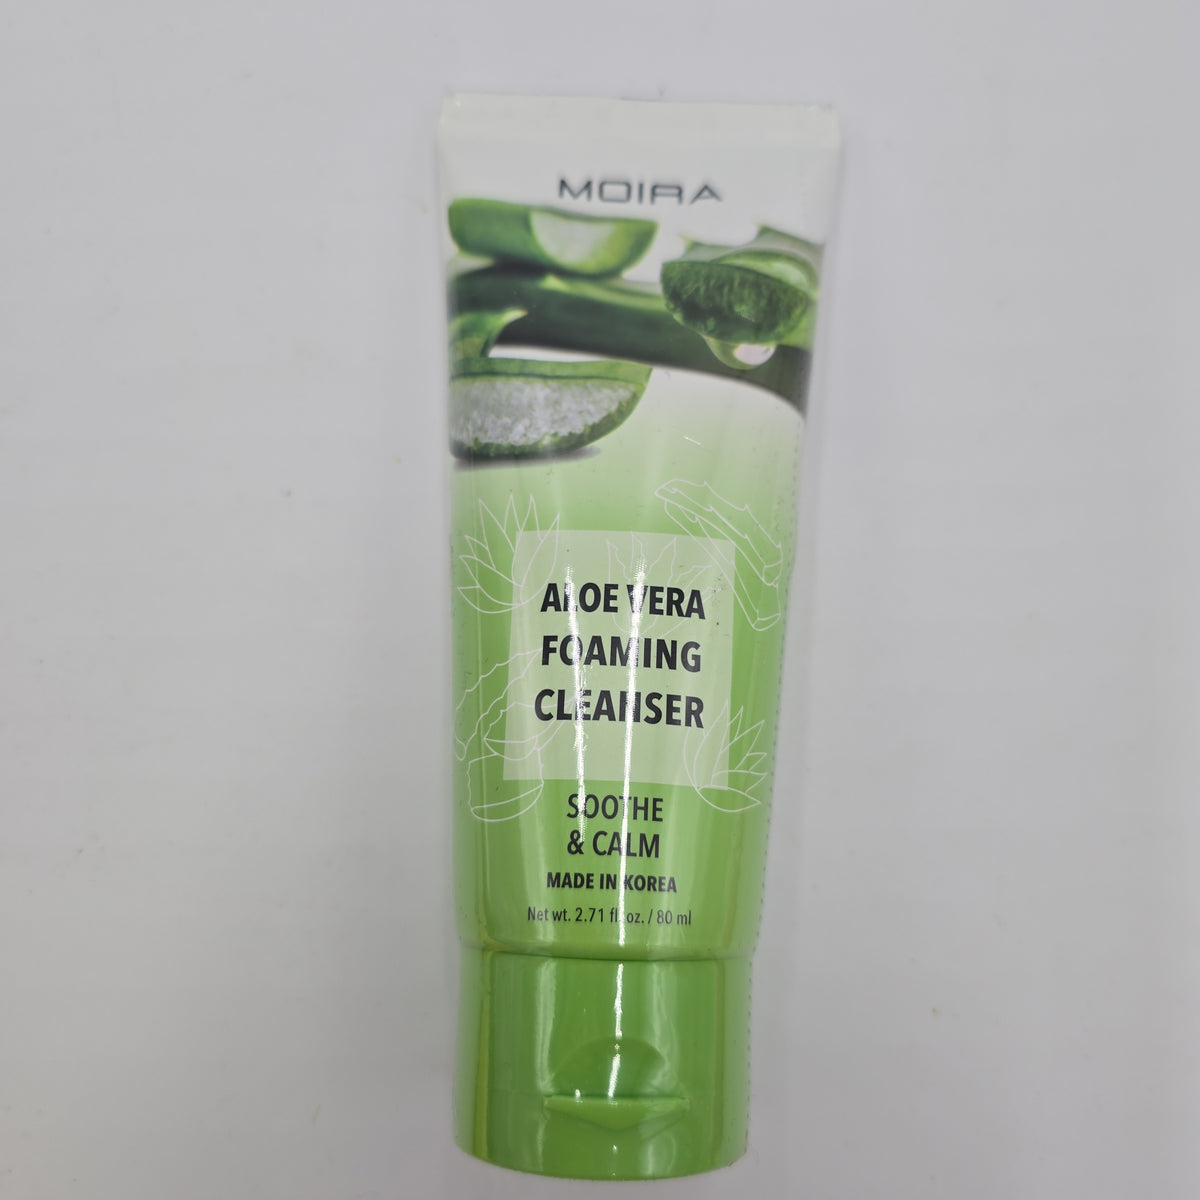 MOIRA
ALOE VERA
FOAMING
CLEANSER
SOOTHE
& CALM
MADE IN KOREA
Net wt. 2.71 fl. oz. / 80 ml